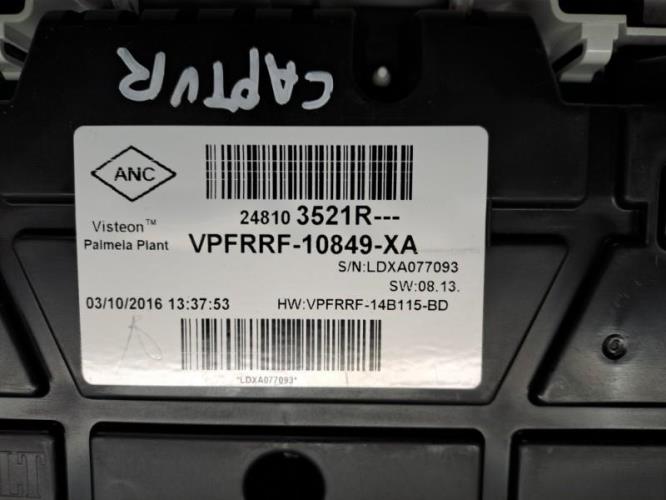 CAPTUR
ANC
24810 3521R---
Visteon™
Palmela Plant
VPFRRF-10849-XA
S/N:LDXA077093
SW:08.13.
03/10/2016 13:37:53
HW:VPFRRF-14B115-BD
*LDXA077093*